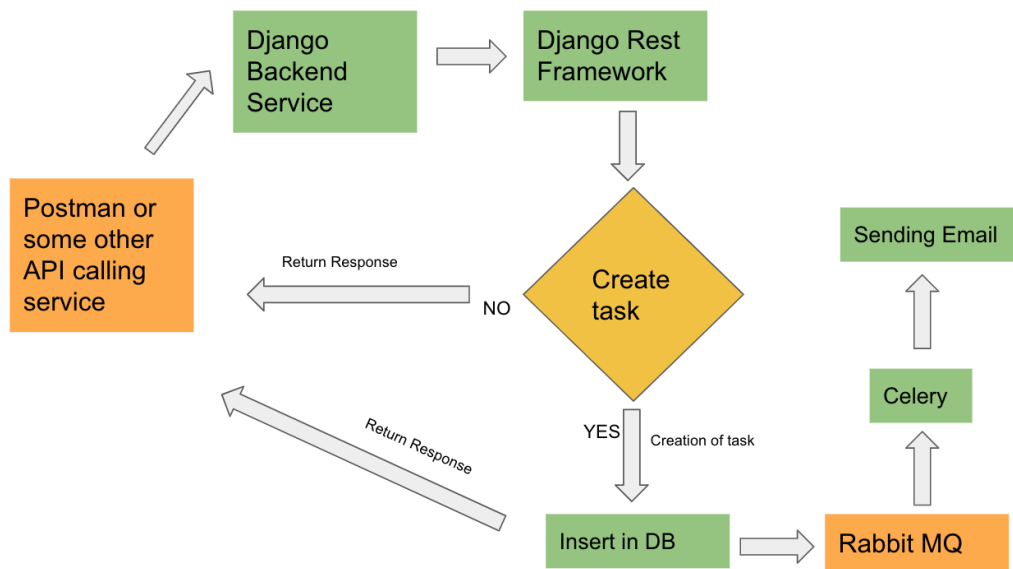 Django
Backend
Service
Django Rest
Framework
Postman or
some other
API calling
service
Sending Email
Return Response
Create
task
NO
Celery
YES
Creation of task
Return Response
Insert in DB
Rabbit MQ